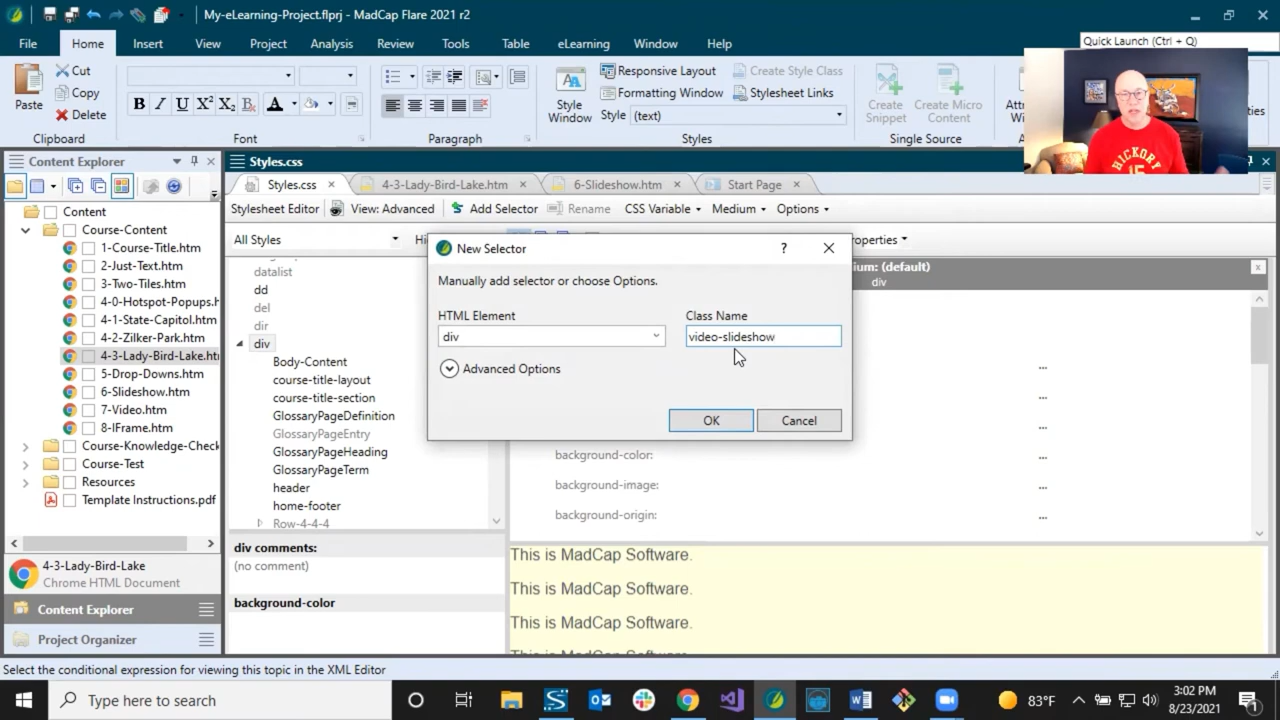 My-eLearning-Project.flprj - MadCap Flare 2021 r2
File Home Insert View Project Analysis Review Tools Table eLearning Window Help
Quick Launch (Ctrl + Q)
Paste
Cut
Copy
Delete
Clipboard
B I U X² X₂
Font
Paragraph
Style Window
Responsive Layout
Formatting Window
Style (text)
Create Style Class
Stylesheet Links
Styles
Create Snippet
Create Micro Content
Single Source
HICKORY
15
Content Explorer
Content
Course-Content
1-Course-Title.htm
2-Just-Text.htm
3-Two-Tiles.htm
4-0-Hotspot-Popups.h
4-1-State-Capitol.htm
4-2-Zilker-Park.htm
4-3-Lady-Bird-Lake.htm
5-Drop-Downs.htm
6-Slideshow.htm
7-Video.htm
8-IFrame.htm
Course-Knowledge-Check
Course-Test
Resources
Template Instructions.pdf
4-3-Lady-Bird-Lake
Chrome HTML Document
Content Explorer
Project Organizer
Styles.css
Styles.css 4-3-Lady-Bird-Lake.htm 6-Slideshow.htm Start Page
Stylesheet Editor View: Advanced Add Selector Rename CSS Variable Medium Options
All Styles
datalist
dd
del
dir
div
Body-Content
course-title-layout
course-title-section
GlossaryPageDefinition
GlossaryPageEntry
GlossaryPageHeading
GlossaryPageTerm
header
home-footer
Row-4-4-4
div comments:
(no comment)
background-color
New Selector
?
Manually add selector or choose Options.
HTML Element
Class Name
div
video-slideshow
Advanced Options
OK
Cancel
(default)
div
...
...
...
background-color: ...
background-image: ...
background-origin: ...
This is MadCap Software.
This is MadCap Software.
This is MadCap Software.
Select the conditional expression for viewing this topic in the XML Editor
Type here to search
83°F
3:02 PM
8/23/2021
1